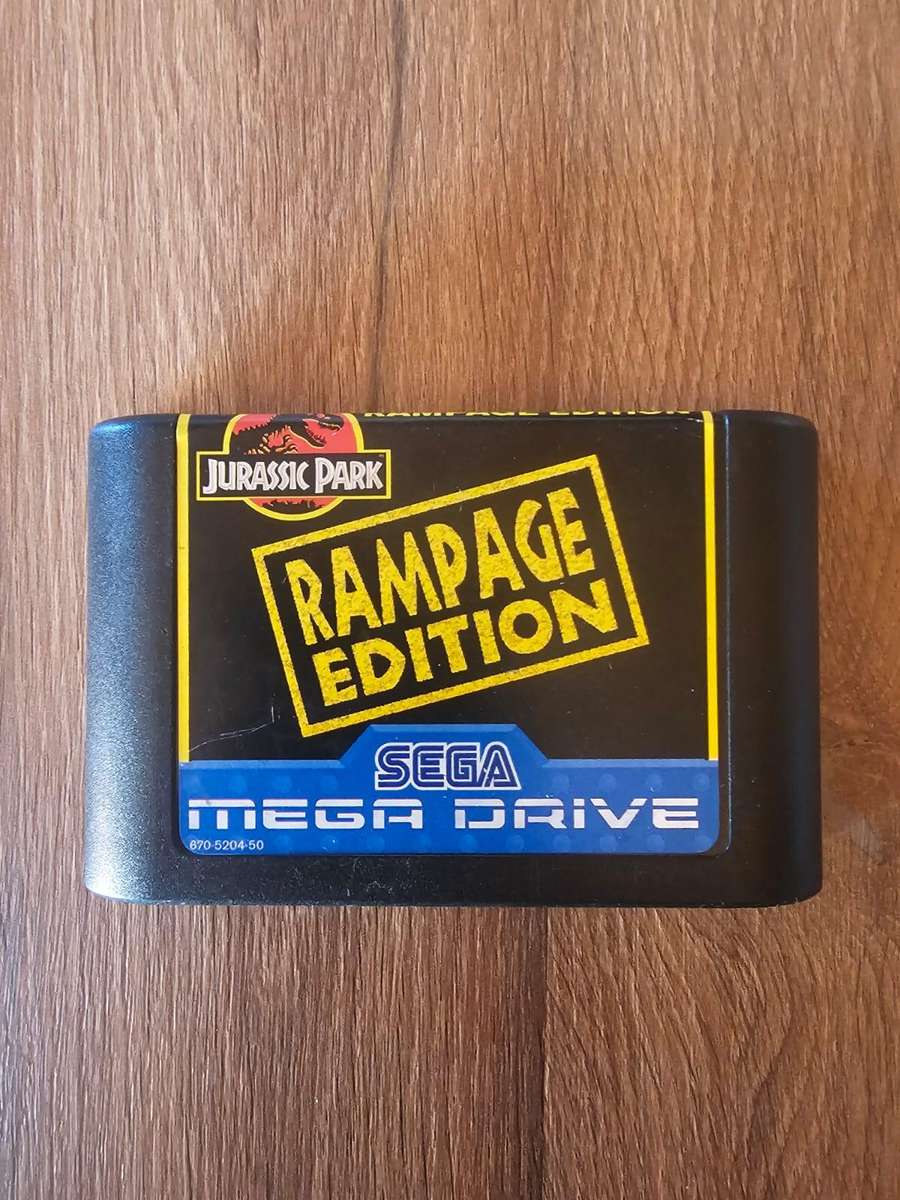 RAMPAGE EDITION
JURASSIC PARK
RAMPAGE
EDITION
SEGA
MEGA DRIVE
670-5204-50